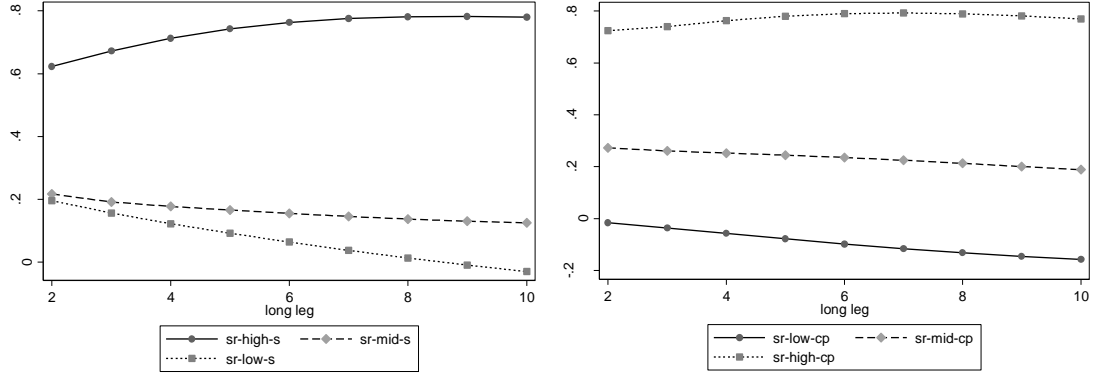 .8
.6
.4
.2
0
2
4
6
8
10
long leg
sr-high-s
sr-mid-s
sr-low-s
.8
.6
.4
.2
0
-.2
2
4
6
8
10
long leg
sr-low-cp
sr-mid-cp
sr-high-cp